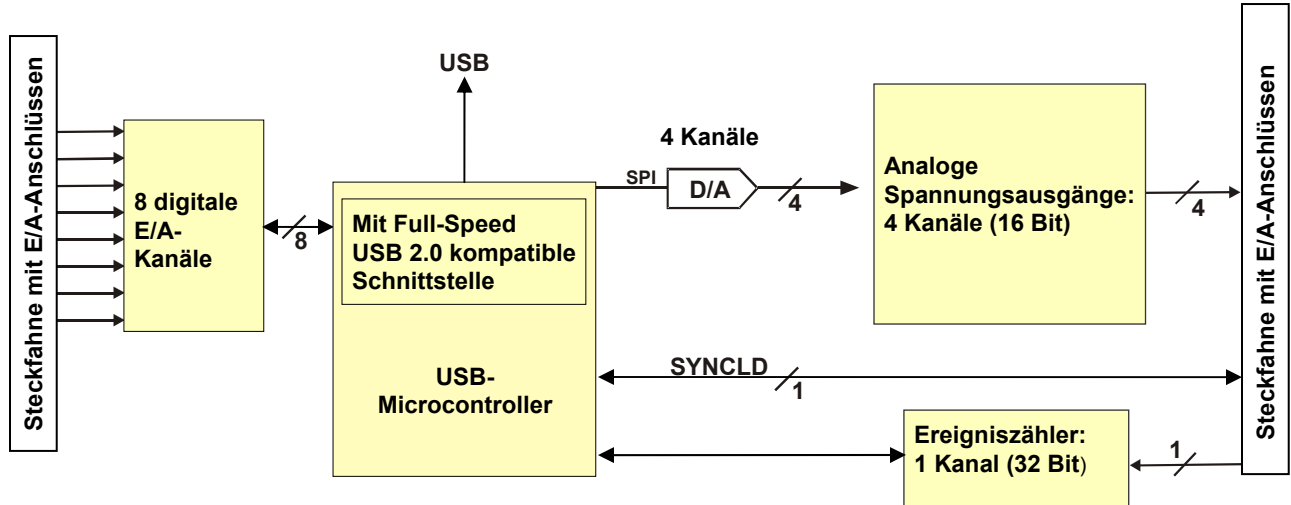 Steckfahne mit E/A-Anschlüssen
8 digitale
E/A-
Kanäle
8
USB
Mit Full-Speed
USB 2.0 kompatible
Schnittstelle
USB-
Microcontroller
4 Kanäle
SPI
D/A
4
Analoge
Spannungsausgänge:
4 Kanäle (16 Bit)
4
SYNCLD
1
Ereigniszähler:
1 Kanal (32 Bit)
1
Steckfahne mit E/A-Anschlüssen